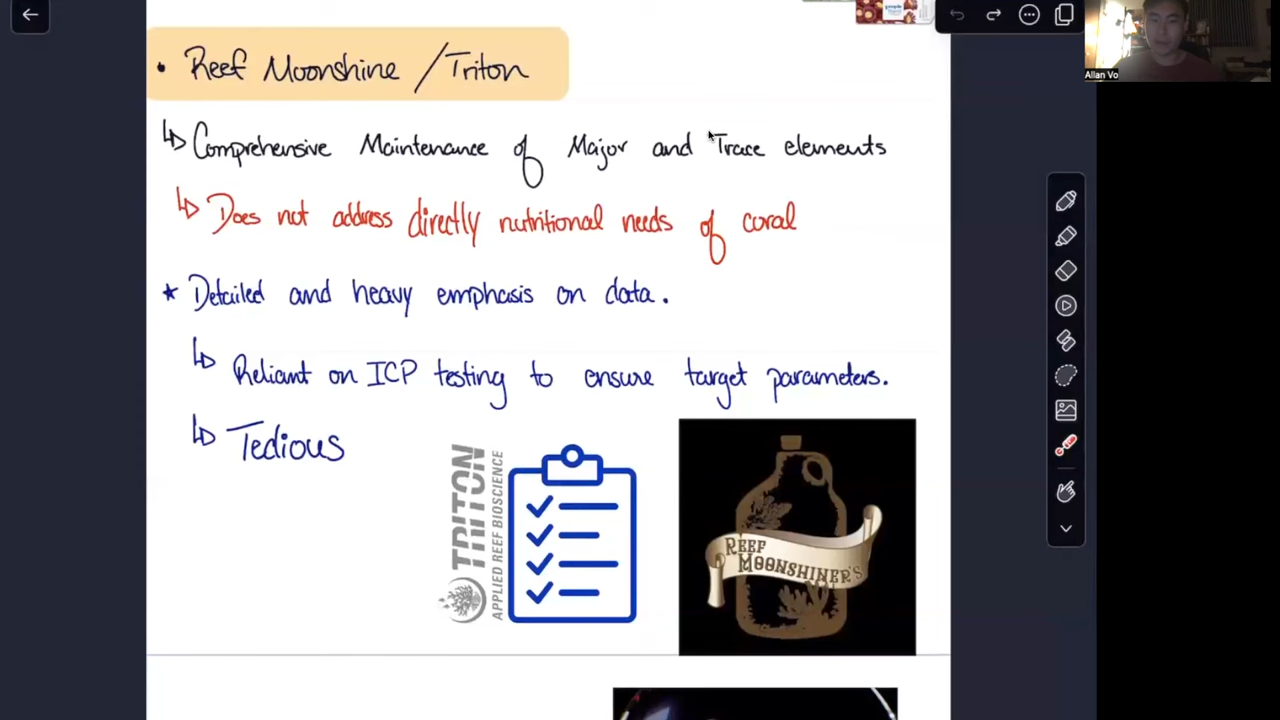 • Reef Moonshine / Triton
Allan Vo
↳ Comprehensive Maintenance of Major and Trace elements
↳ Does not address directly nutritional needs of coral
* Detailed and heavy emphasis on data.
↳ Reliant on ICP testing to ensure target parameters.
↳ Tedious
TRITON
APPLIED REEF BIOSCIENCE
REEF
MOONSHINER'S